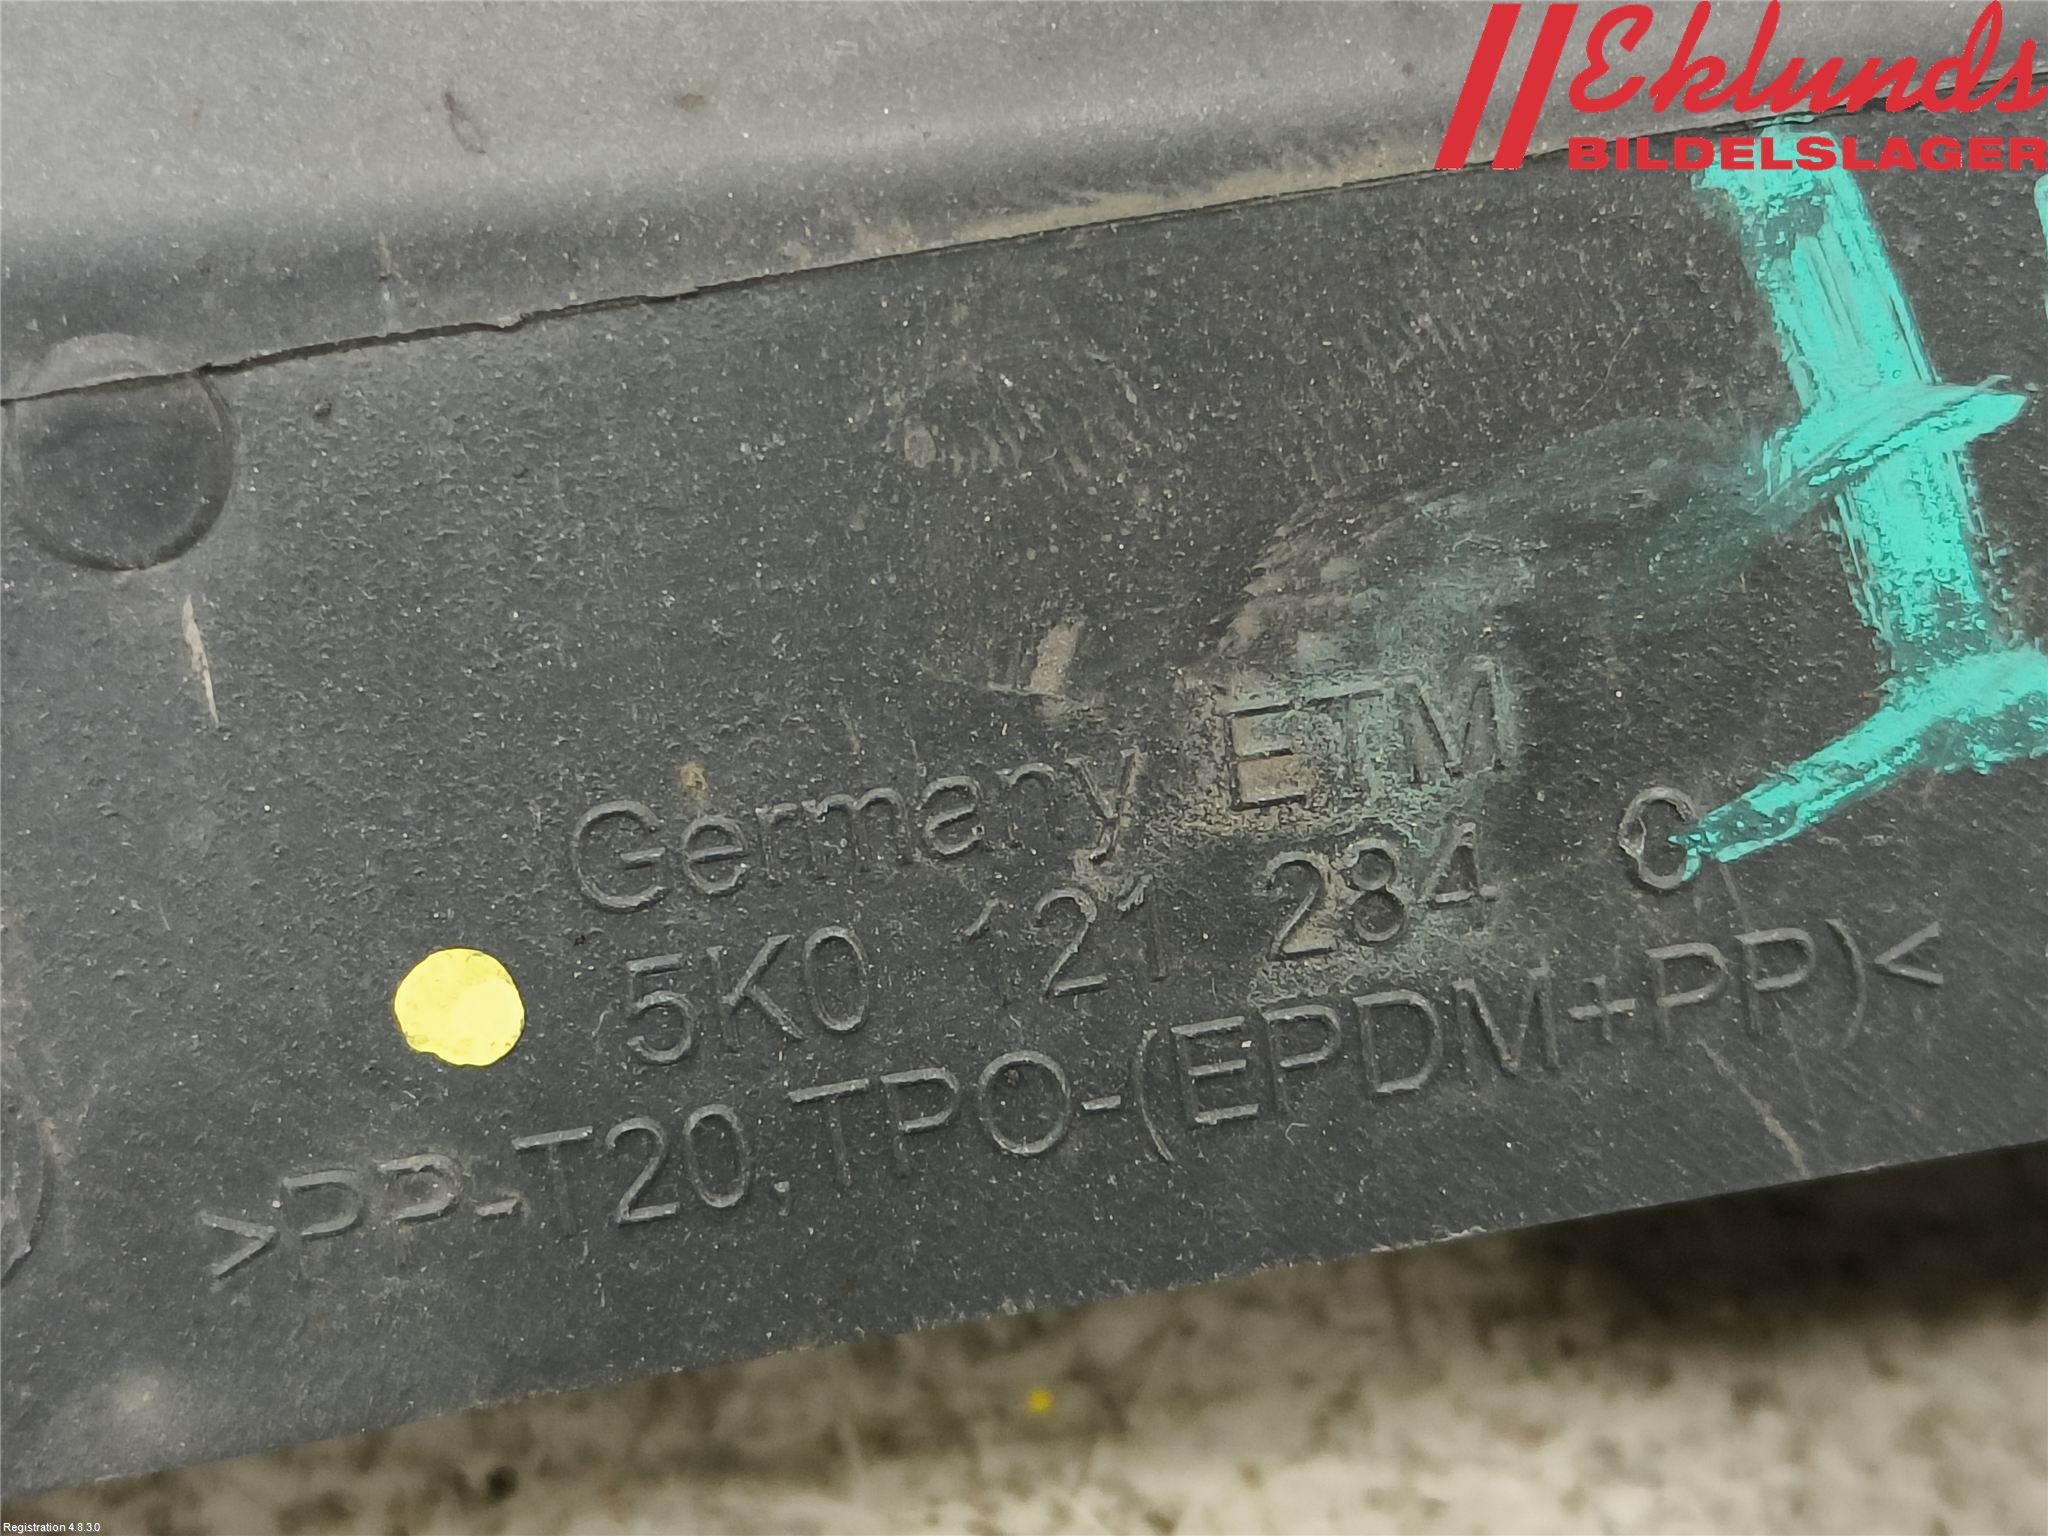 Eklunds
BILDELSLAGER
Germany ETM
5K0 121 284
>PP-T20,TPO-(EPDM+PP)<
Registration 4.8.3.0